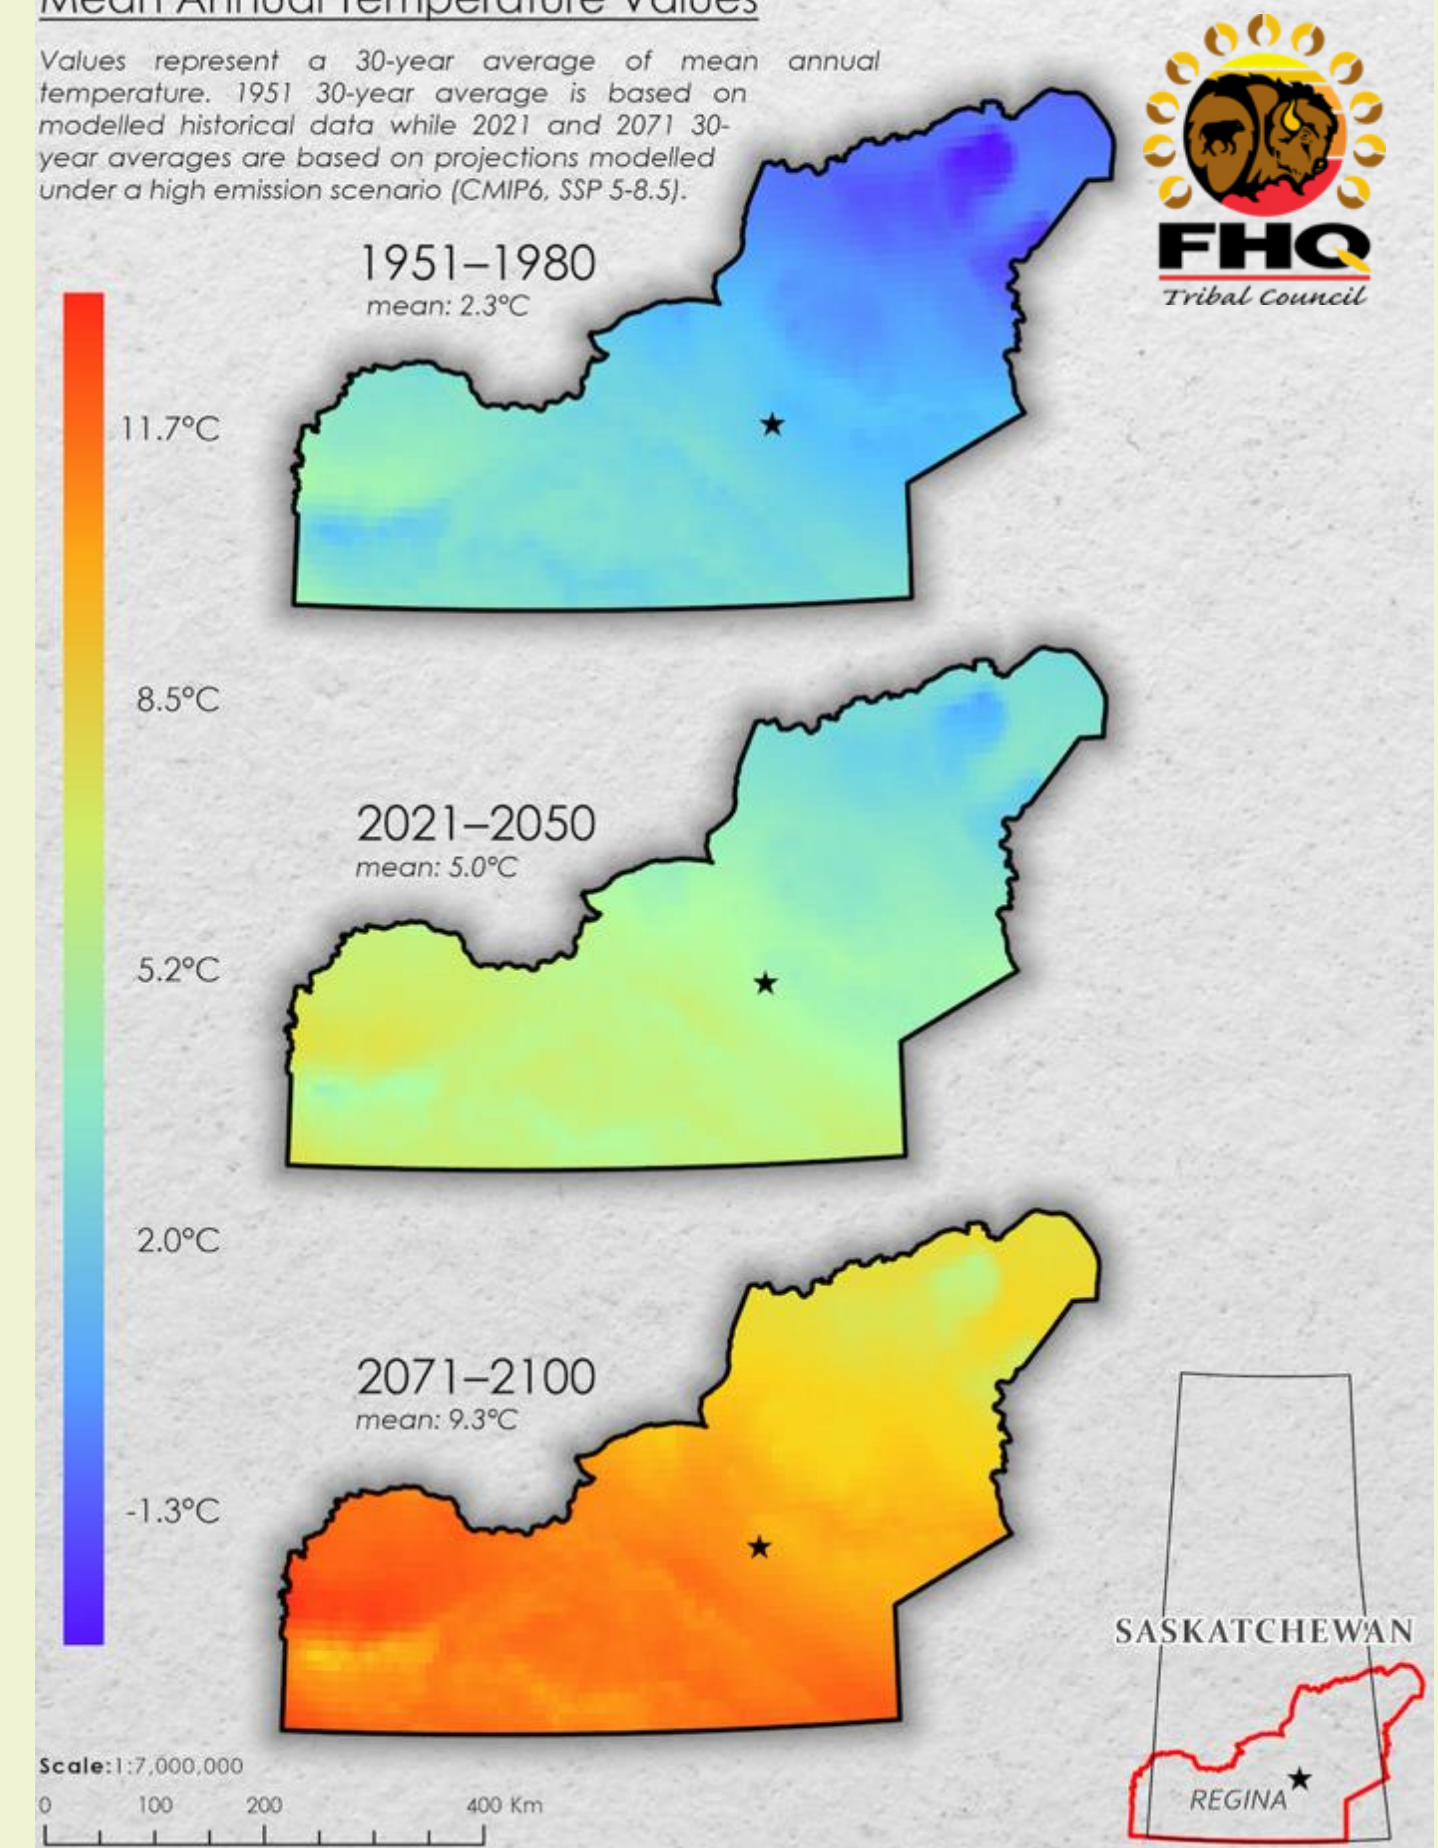 Mean Annual Temperature Values
Values represent a 30-year average of mean annual
temperature. 1951 30-year average is based on
modelled historical data while 2021 and 2071 30-
year averages are based on projections modelled
under a high emission scenario (CMIP6, SSP 5-8.5).
FHQ
Tribal Council
1951–1980
mean: 2.3°C
11.7°C
8.5°C
2021–2050
mean: 5.0°C
5.2°C
2.0°C
2071–2100
mean: 9.3°C
-1.3°C
SASKATCHEWAN
REGINA
Scale:1:7,000,000
0 100 200 400 Km